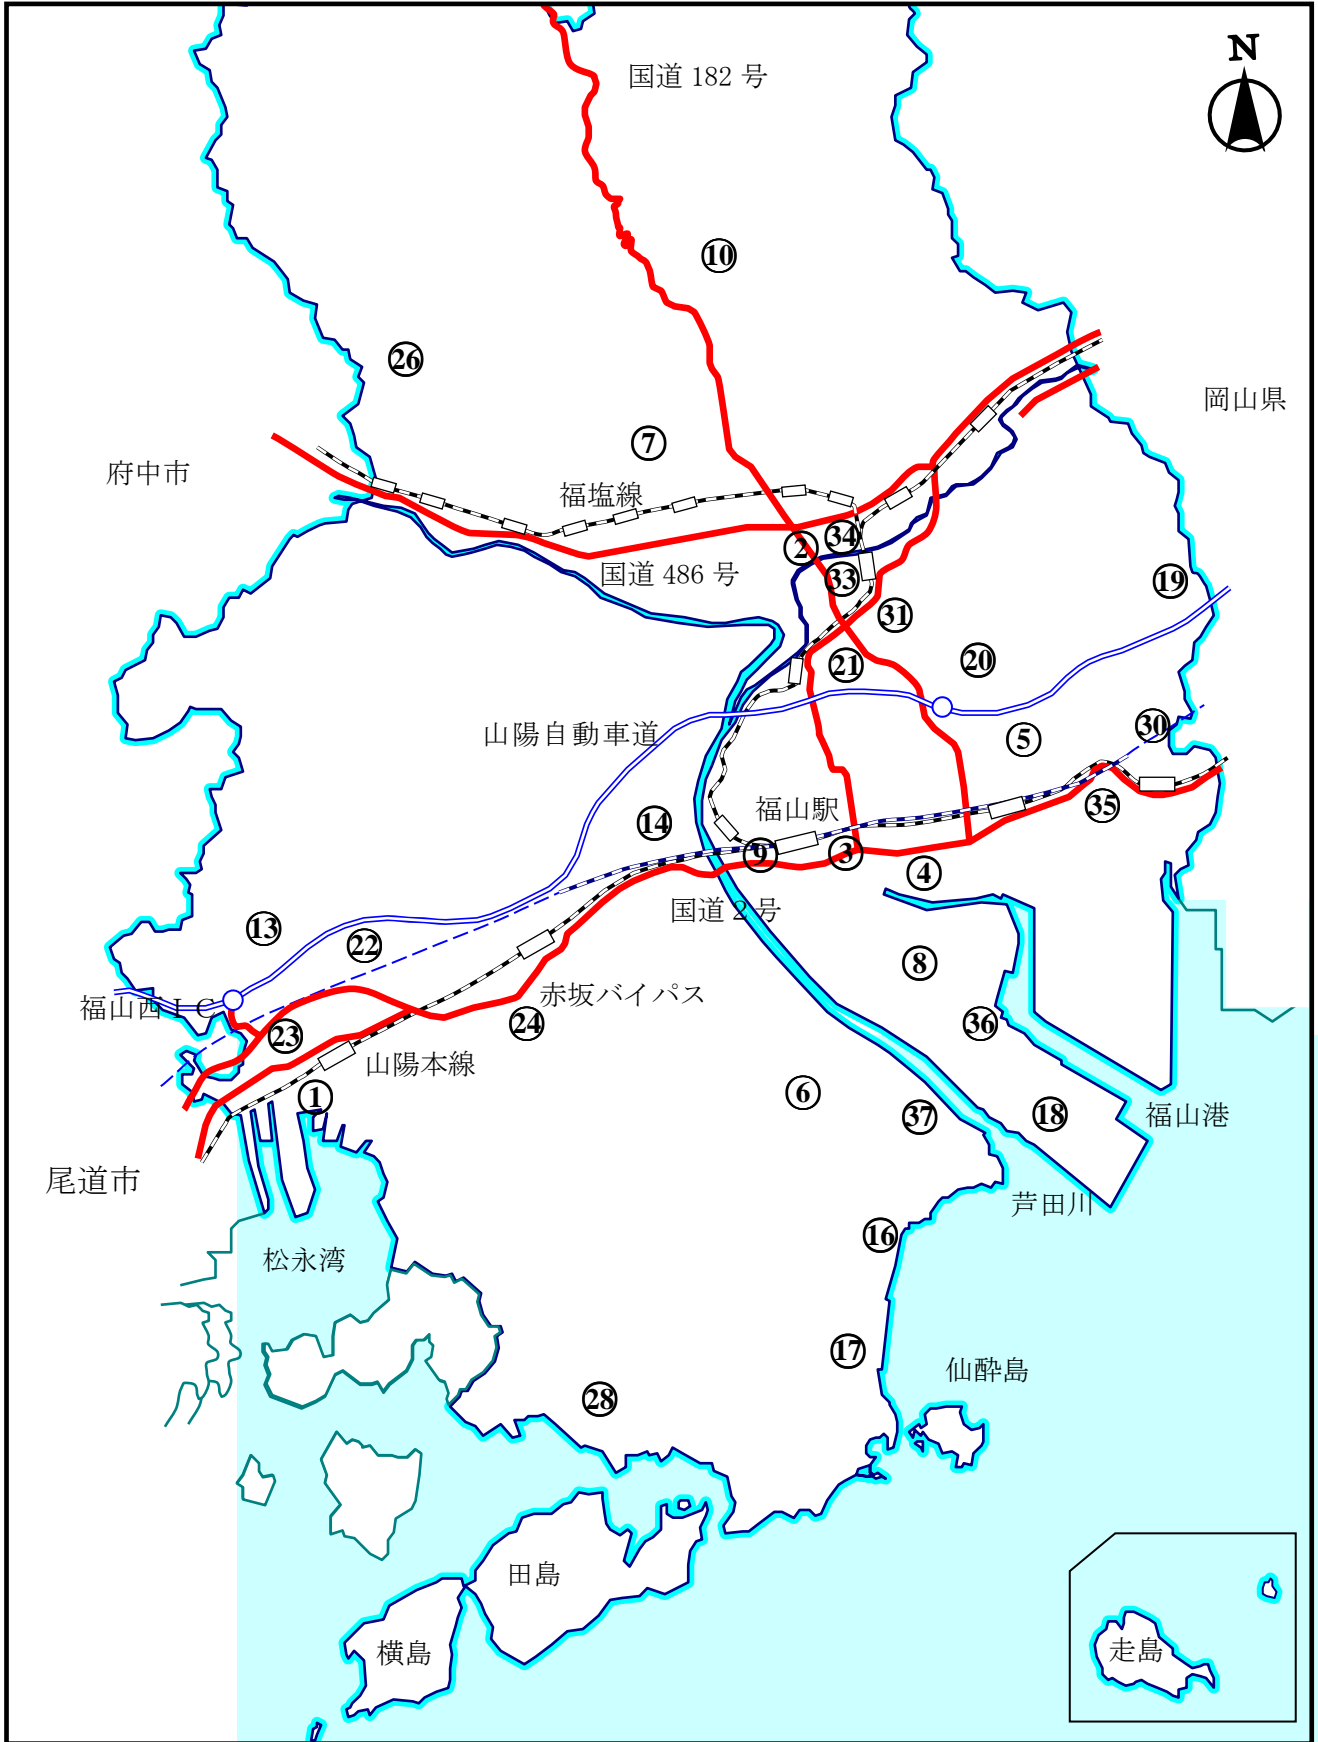 N
国道 182 号
⑩
㉖
岡山県
⑦
府中市
福塩線
㉞
②
国道 486 号
㉝
⑲
㉛
⑳
㉑
㉚
山陽自動車道
⑤
福山駅
㉟
⑭
⑨
③
④
国道 2 号
⑬
㉒
⑧
赤坂バイパス
福山西IC
㉔
㊱
㉓
山陽本線
⑥
①
㊲
⑱
福山港
尾道市
芦田川
⑯
松永湾
⑰
仙酔島
㉘
田島
横島
走島